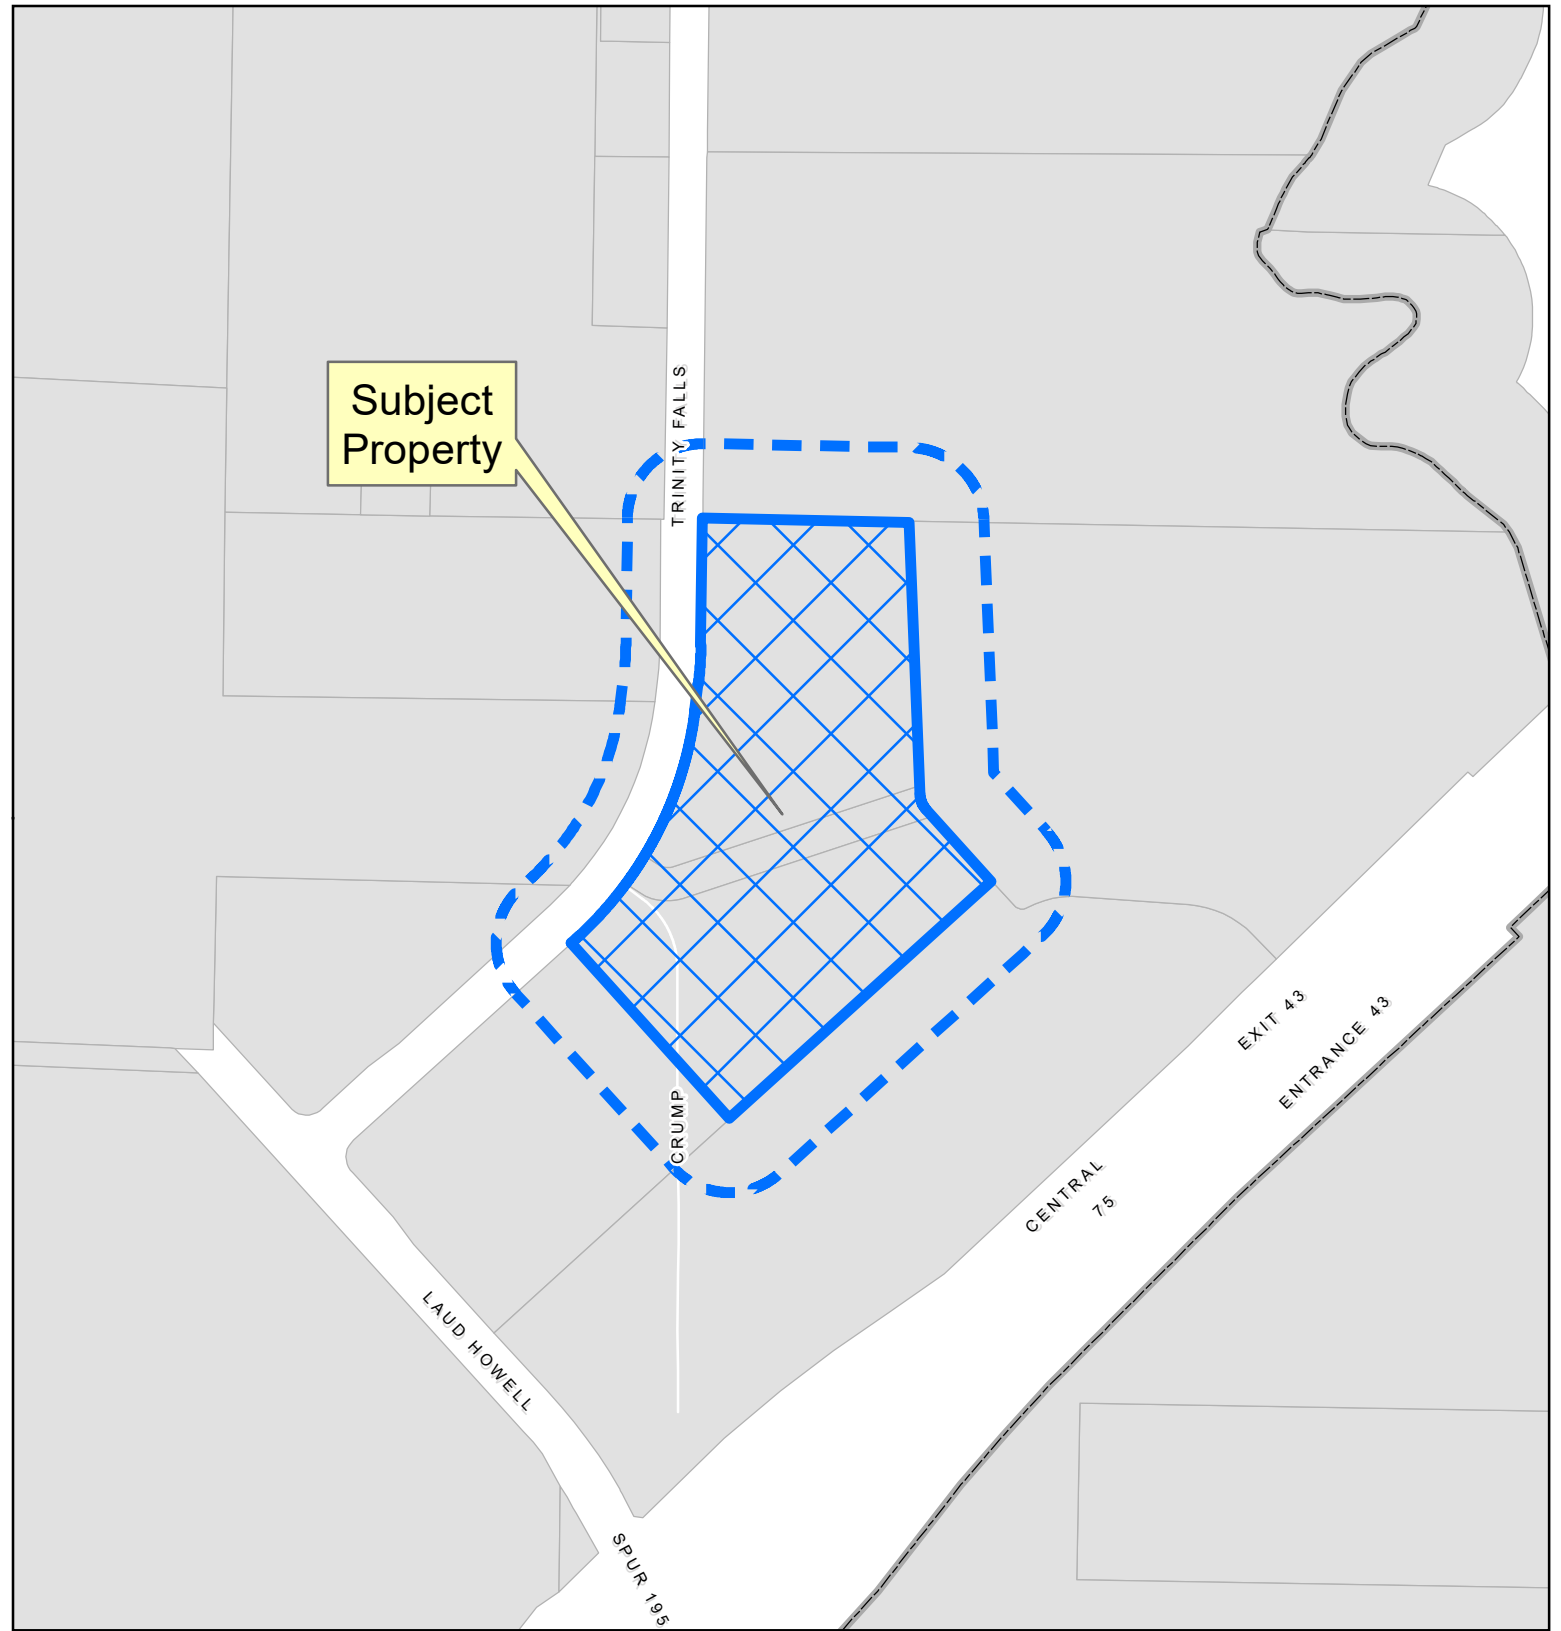 TRINITY FALLS
Subject
Property
EXIT 43
ENTRANCE 43
CRUMP
CENTRAL
75
LAUD HOWELL
SPUR 195